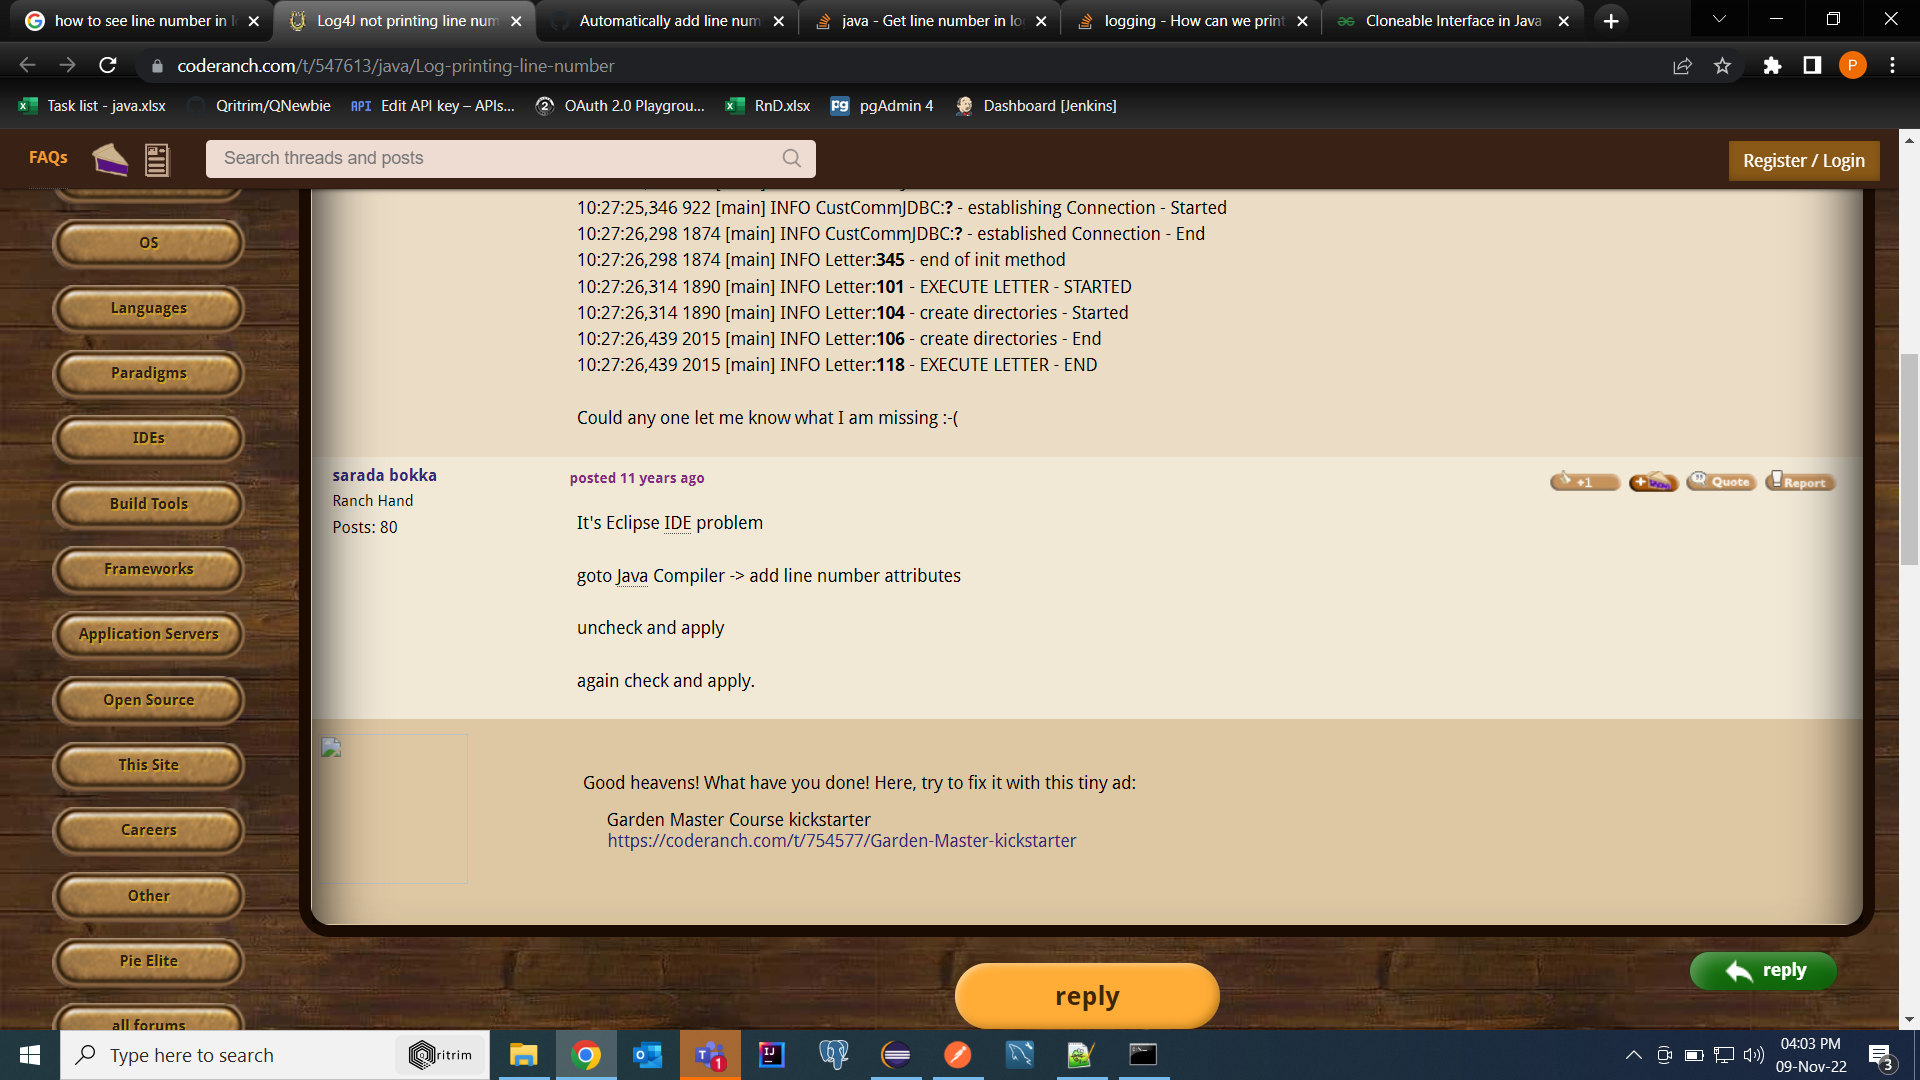 how to see line number in l
Log4J not printing line num
Automatically add line num
java - Get line number in lo
logging - How can we print
Cloneable Interface in Java
coderanch.com/t/547613/java/Log-printing-line-number
P
Task list - java.xlsx
Qritrim/QNewbie
API Edit API key – APIs...
OAuth 2.0 Playgrou...
RnD.xlsx
Pg pgAdmin 4
Dashboard [Jenkins]
FAQs
Search threads and posts
Register / Login
10:27:25,346 922 [main] INFO CustCommJDBC:? - establishing Connection - Started
10:27:26,298 1874 [main] INFO CustCommJDBC:? - established Connection - End
10:27:26,298 1874 [main] INFO Letter:345 - end of init method
10:27:26,314 1890 [main] INFO Letter:101 - EXECUTE LETTER - STARTED
10:27:26,314 1890 [main] INFO Letter:104 - create directories - Started
10:27:26,439 2015 [main] INFO Letter:106 - create directories - End
10:27:26,439 2015 [main] INFO Letter:118 - EXECUTE LETTER - END
Could any one let me know what I am missing :-(
OS
Languages
Paradigms
IDEs
Build Tools
Frameworks
Application Servers
Open Source
This Site
Careers
Other
Pie Elite
all forums
sarada bokka
Ranch Hand
Posts: 80
posted 11 years ago
+1
Quote
Report
It's Eclipse IDE problem
goto Java Compiler -> add line number attributes
uncheck and apply
again check and apply.
Good heavens! What have you done! Here, try to fix it with this tiny ad:
Garden Master Course kickstarter
https://coderanch.com/t/754577/Garden-Master-kickstarter
reply
reply
Type here to search
Qritrim
1
04:03 PM
09-Nov-22
3